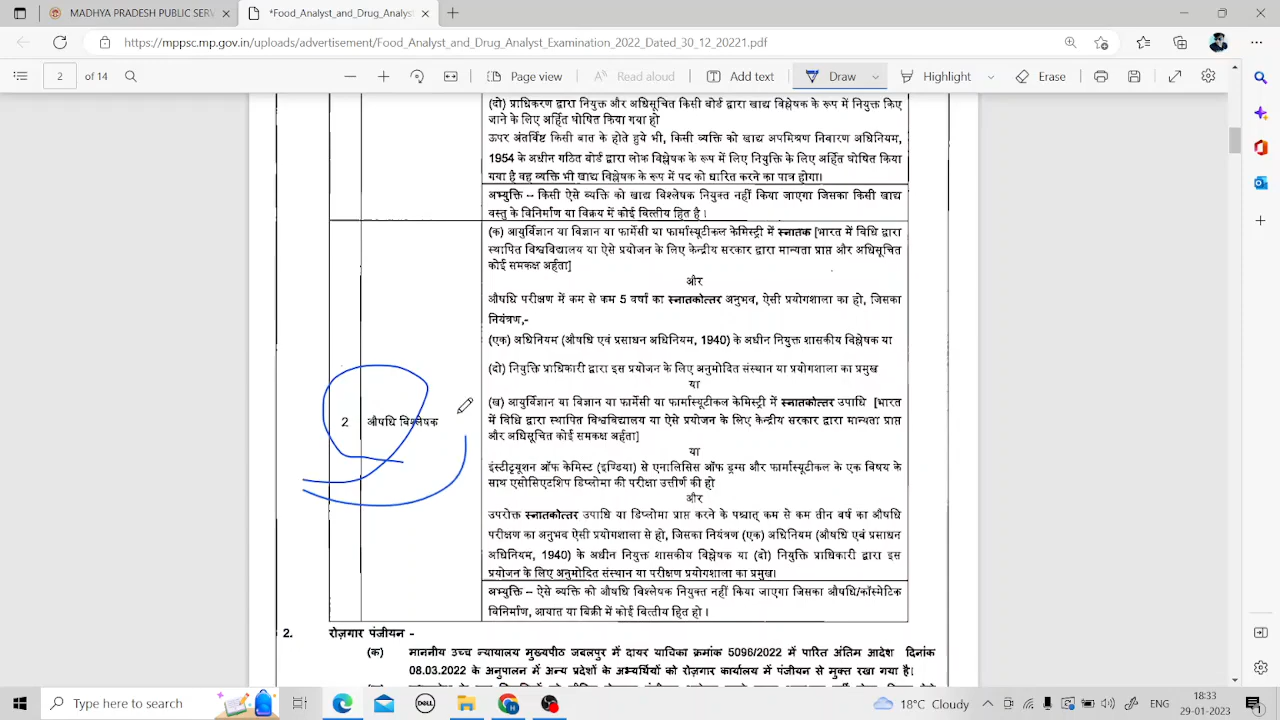 MADHYA PRADESH PUBLIC SERV
*Food_Analyst_and_Drug_Analyst
https://mppsc.mp.gov.in/uploads/advertisement/Food_Analyst_and_Drug_Anlyst_Examination_2022_Dated_30_12_20221.pdf
2 of 14
Page view
Read aloud
Add text
Draw
Highlight
Erase
(दो) प्राधिकरण द्वारा नियुक्त और अधिसूचित किसी बोर्ड द्वारा खाद्य विश्लेषक के रूप में नियुक्त किए
जाने के लिए अर्हित घोषित किया गया हो
ऊपर अंतर्विष्ट किसी बात के होते हुये भी, किसी व्यक्ति को खाद्य अपमिश्रण निवारण अधिनियम,
1954 के अधीन गठित बोर्ड द्वारा लोक विश्लेषक के रूप में लिए नियुक्ति के लिए अर्हित घोषित किया
गया है वह व्यक्ति भी खाद्य विश्लेषक के रूप में पद को धारित करने का पात्र होगा।
अभ्युक्ति – किसी ऐसे व्यक्ति को खाद्य विश्लेषक नियुक्त नहीं किया जाएगा जिसका किसी खाद्य
वस्तु के विनिर्माण या विक्रय में कोई वित्तीय हित है।
(क) आयुर्विज्ञान या विज्ञान या फार्मेसी या फार्मास्यूटीकल केमिस्ट्री में स्नातक [भारत में विधि द्वारा
स्थापित विश्वविद्यालय या ऐसे प्रयोजन के लिए केन्द्रीय सरकार द्वारा मान्यता प्राप्त और अधिसूचित
कोई समकक्ष अर्हता]
और
औषधि परीक्षण में कम से कम 5 वर्षा का स्नातकोत्तर अनुभव, ऐसी प्रयोगशाला का हो, जिसका
नियंत्रण,-
(एक) अधिनियम (औषधि एवं प्रसाधन अधिनियम, 1940) के अधीन नियुक्त शासकीय विश्लेषक या
(दो) नियुक्ति प्राधिकारी द्वारा इस प्रयोजन के लिए अनुमोदित संस्थान या प्रयोगशाला का प्रमुख
या
2 औषधि विश्लेषक
(ख) आयुर्विज्ञान या विज्ञान या फार्मेसी या फार्मास्यूटीकल केमिस्ट्री में स्नातकोत्तर उपाधि [भारत
में विधि द्वारा स्थापित विश्वविद्यालय या ऐसे प्रयोजन के लिए केन्द्रीय सरकार द्वारा मान्यता प्राप्त
और अधिसूचित कोई समकक्ष अर्हता]
या
इंस्टीट्यूशन ऑफ केमिस्ट (इण्डिया) से एनालिसिस ऑफ ड्रग्स और फार्मास्यूटीकल के एक विषय के
साथ एसोसिएटशिप डिप्लोमा की परीक्षा उत्तीर्ण की हो
और
उपरोक्त स्नातकोत्तर उपाधि या डिप्लोमा प्राप्त करने के पश्चात् कम से कम तीन वर्ष का औषधि
परीक्षण का अनुभव ऐसी प्रयोगशाला से हो, जिसका नियंत्रण (एक) अधिनियम (औषधि एवं प्रसाधन
अधिनियम, 1940) के अधीन नियुक्त शासकीय विश्लेषक या (दो) नियुक्ति प्राधिकारी द्वारा इस
प्रयोजन के लिए अनुमोदित संस्थान या परीक्षण प्रयोगशाला का प्रमुख।
अभ्युक्ति – ऐसे व्यक्ति को औषधि विश्लेषक नियुक्त नहीं किया जाएगा जिसका औषधि/कॉस्मेटिक
विनिर्माण, आयात या बिक्री में कोई वित्तीय हित हो।
2. रोज़गार पंजीयन -
(क) माननीय उच्च न्यायालय मुख्यपीठ जबलपुर में दायर याचिका क्रमांक 5096/2022 में पारित अंतिम आदेश दिनांक
08.03.2022 के अनुपालन में अन्य प्रदेशों के अभ्यर्थियों को रोज़गार कार्यालय में पंजीयन से मुक्त रखा गया है।
Type here to search
DELL
18°C Cloudy
ENG
18:33
29-01-2023